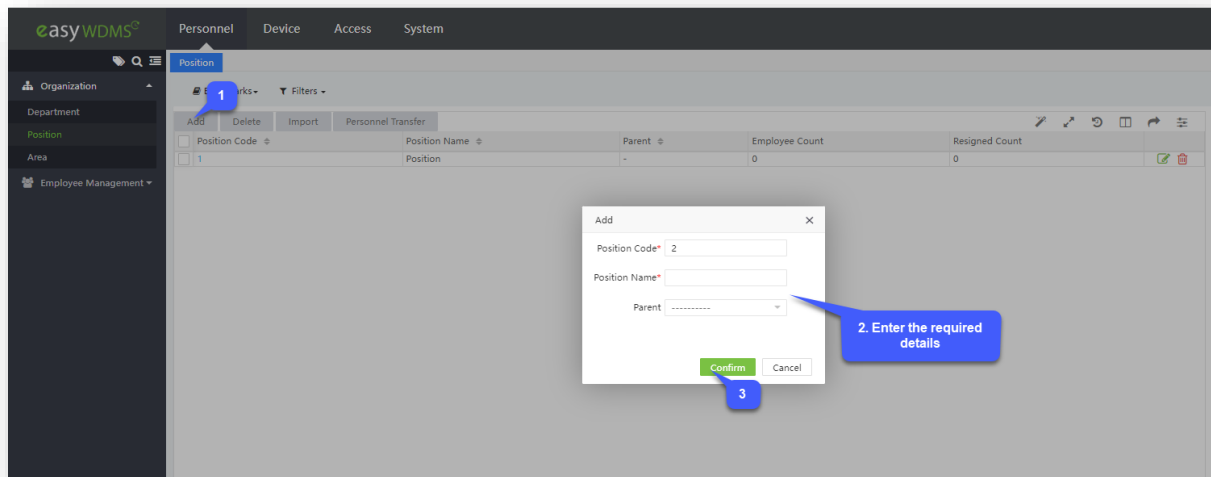 easy WDMS
Personnel Device Access System
Position
Organization
Department
Position
Area
Employee Management
1
Filters
Add Delete Import Personnel Transfer
Position Code Position Name Parent Employee Count Resigned Count
1 Position - 0 0
Add
Position Code* 2
Position Name*
Parent ----------
Confirm Cancel
2. Enter the required
details
3